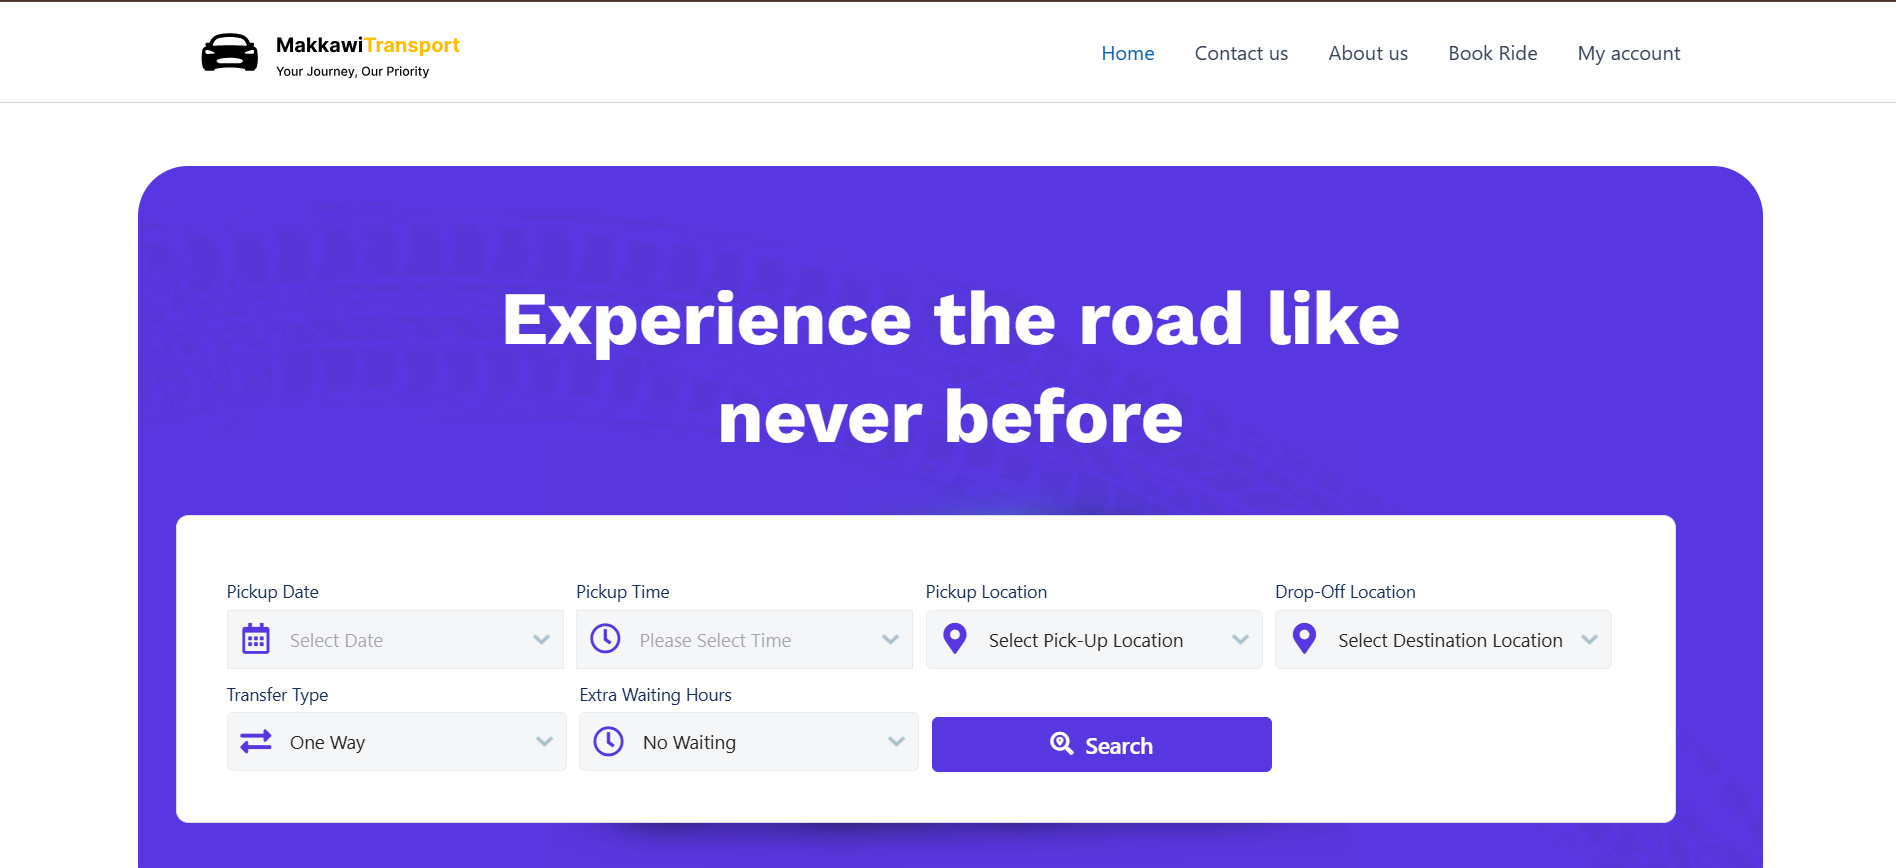 MakkawiTransport
Your Journey, Our Priority
Home
Contact us
About us
Book Ride
My account
Experience the road like
never before
Pickup Date
Pickup Time
Pickup Location
Drop-Off Location
Select Date
Please Select Time
Select Pick-Up Location
Select Destination Location
Transfer Type
Extra Waiting Hours
One Way
No Waiting
Search